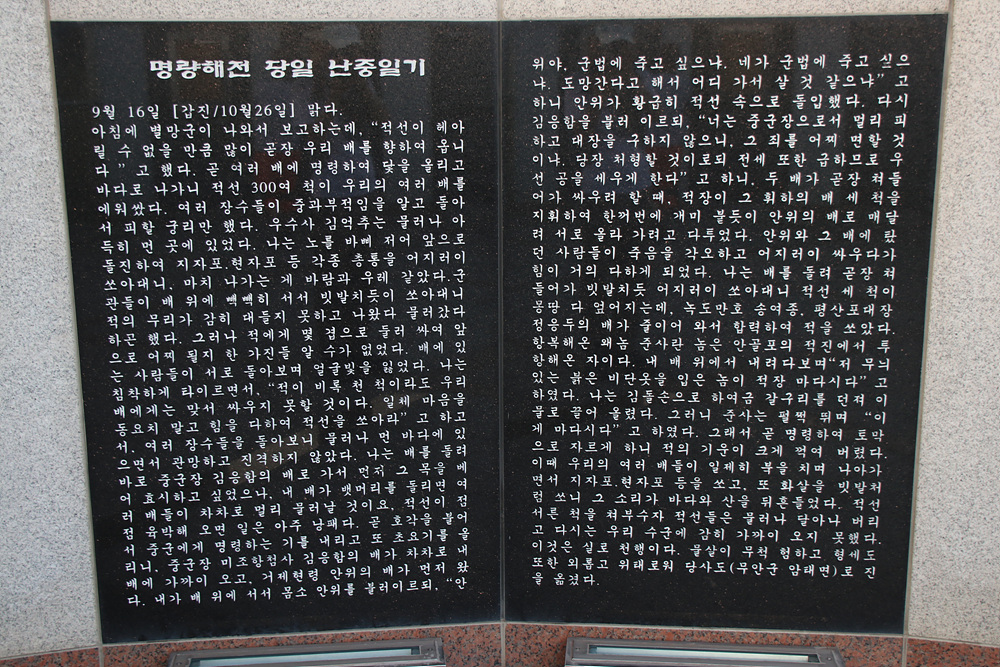 명량해전 당일 난중일기
9월 16일 [갑진/10월26일] 맑다.
아침에 별망군이 나와서 보고하는데, “적선이 헤아
릴 수 없을 만큼 많이 곧장 우리 배를 향하여 옵니
다 ” 고 했다. 곧 여러 배에 명령하여 닻을 올리고
바다로 나가니 적선 300여 척이 우리의 여러 배를
에워쌌다. 여러 장수들이 중과부적임을 알고 돌아
서 피할 궁리만 했다. 우수사 김억추는 물러나 아
득히 먼 곳에 있었다. 나는 노를 바삐 저어 앞으로
돌진하여 지자포.현자포 등 각종 총통을 어지러이
쏘아대니, 마치 나가는 게 바람과 우레 같았다.군
관들이 배 위에 빽빽히 서서 빗발치듯이 쏘아대니
적의 무리가 감히 대들지 못하고 나왔다 물러갔다
하곤 했다. 그러나 적에게 몇 겹으로 둘러 싸여 앞
으로 어찌 될지 한 가진들 알 수가 없었다. 배에 있
는 사람들이 서로 돌아보며 얼굴빛을 잃었다. 나는
침착하게 타이르면서, “적이 비록 천 척이라도 우리
배에게는 맞서 싸우지 못할 것이다. 일체 마음을
동요치 말고 힘을 다하여 적선을 쏘아라” 고 하고
서, 여러 장수들을 돌아보니 물러나 먼 바다에 있
으면서 관망하고 진격하지 않았다. 나는 배를 돌려
바로 중군장 김응함의 배로 가서 먼저 그 목을 베
어 효시하고 싶었으나, 내 배가 뱃머리를 돌리면 여
러 배들이 차차로 멀리 물러날 것이요, 적선이 점
점 육박해 오면 일은 아주 낭패다. 곧 호각을 불어
서 중군에게 명령하는 기를 내리고 또 초요기를 올
리니, 중군장 미조항첨사 김응함의 배가 차차로 내
배에 가까이 오고, 거제현령 안위의 배가 먼저 왔
다. 내가 배 위에 서서 몸소 안위를 불러이르되, “안
위야, 군법에 죽고 싶으냐. 네가 군법에 죽고 싶으
냐. 도망간다고 해서 어디 가서 살 것 같으냐” 고
하니 안위가 황급히 적선 속으로 돌입했다. 다시
김응함을 불러 이르되, “너는 중군장으로서 멀리 피
하고 대장을 구하지 않으니, 그 죄를 어찌 면할 것
이냐. 당장 처형할 것이로되 전세 또한 급하므로 우
선 공을 세우게 한다” 고 하니, 두 배가 곧장 쳐들
어가 싸우려 할 때, 적장이 그 휘하의 배 세 척을
지휘하여 한꺼번에 개미 붙듯이 안위의 배로 매달
려 서로 올라 가려고 다투었다. 안위와 그 배에 탔
던 사람들이 죽음을 각오하고 어지러이 싸우다가
힘이 거의 다하게 되었다. 나는 배를 돌려 곧장 쳐
들어가 빗발치듯 어지러이 쏘아대니 적선 세 척이
몽땅 다 엎어지는데, 녹도만호 송여종, 평산포대장
정응두의 배가 줄이어 와서 합력하여 적을 쏘았다.
항복해온 왜놈 준사란 놈은 안골포의 적진에서 투
항해온 자이다. 내 배 위에서 내려다보며“저 무늬
있는 붉은 비단옷을 입은 놈이 적장 마다시다” 고
하였다. 나는 김돌손으로 하여금 갈구리를 던져 이
물로 끌어 올렸다. 그러니 준사는 펄쩍 뛰며 “이
게 마다시다” 고 하였다. 그래서 곧 명령하여 토막
으로 자르게 하니 적의 기운이 크게 꺽여 버렸다.
이때 우리의 여러 배들이 일제히 북을 치며 나아가
면서 지자포.현자포 등을 쏘고, 또 화살을 빗발처
럼 쏘니 그 소리가 바다와 산을 뒤흔들었다. 적선
서른 척을 쳐부수자 적선들은 물러나 달아나 버리
고 다시는 우리 수군에 감히 가까이 오지 못했다.
이것은 실로 천행이다. 물살이 무척 험하고 형세도
또한 외롭고 위태로워 당사도(무안군 암태면)로 진
을 옮겼다.